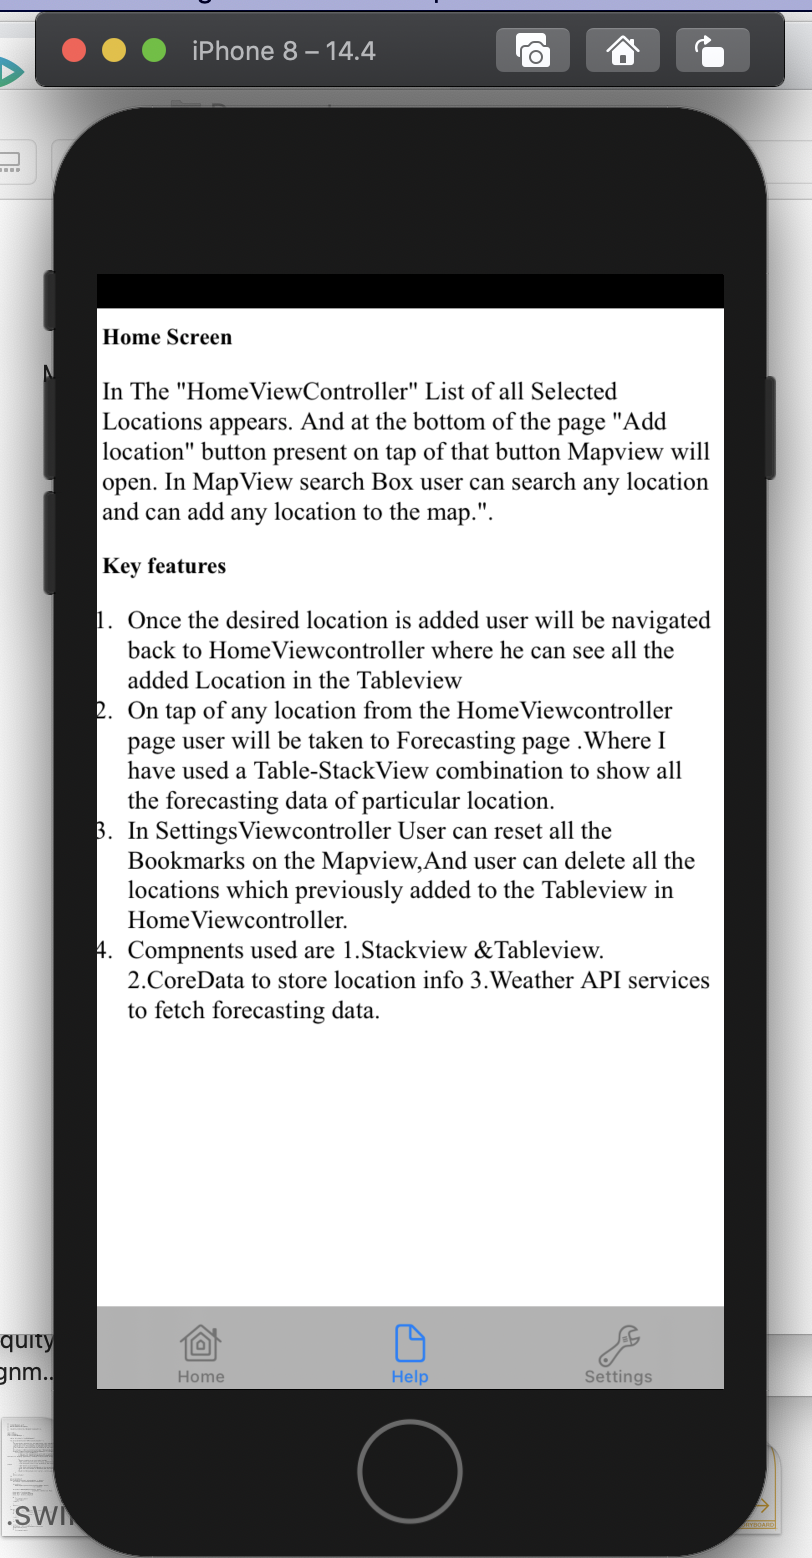 iPhone 8 – 14.4
Home Screen
In The "HomeViewController" List of all Selected
Locations appears. And at the bottom of the page "Add
location" button present on tap of that button Mapview will
open. In MapView search Box user can search any location
and can add any location to the map.".
Key features
1. Once the desired location is added user will be navigated
back to HomeViewcontroller where he can see all the
added Location in the Tableview
2. On tap of any location from the HomeViewcontroller
page user will be taken to Forecasting page .Where I
have used a Table-StackView combination to show all
the forecasting data of particular location.
3. In SettingsViewcontroller User can reset all the
Bookmarks on the Mapview,And user can delete all the
locations which previously added to the Tableview in
HomeViewcontroller.
4. Compnents used are 1.Stackview &Tableview.
2.CoreData to store location info 3.Weather API services
to fetch forecasting data.
quity
gnm...
Home
Help
Settings
.SWI